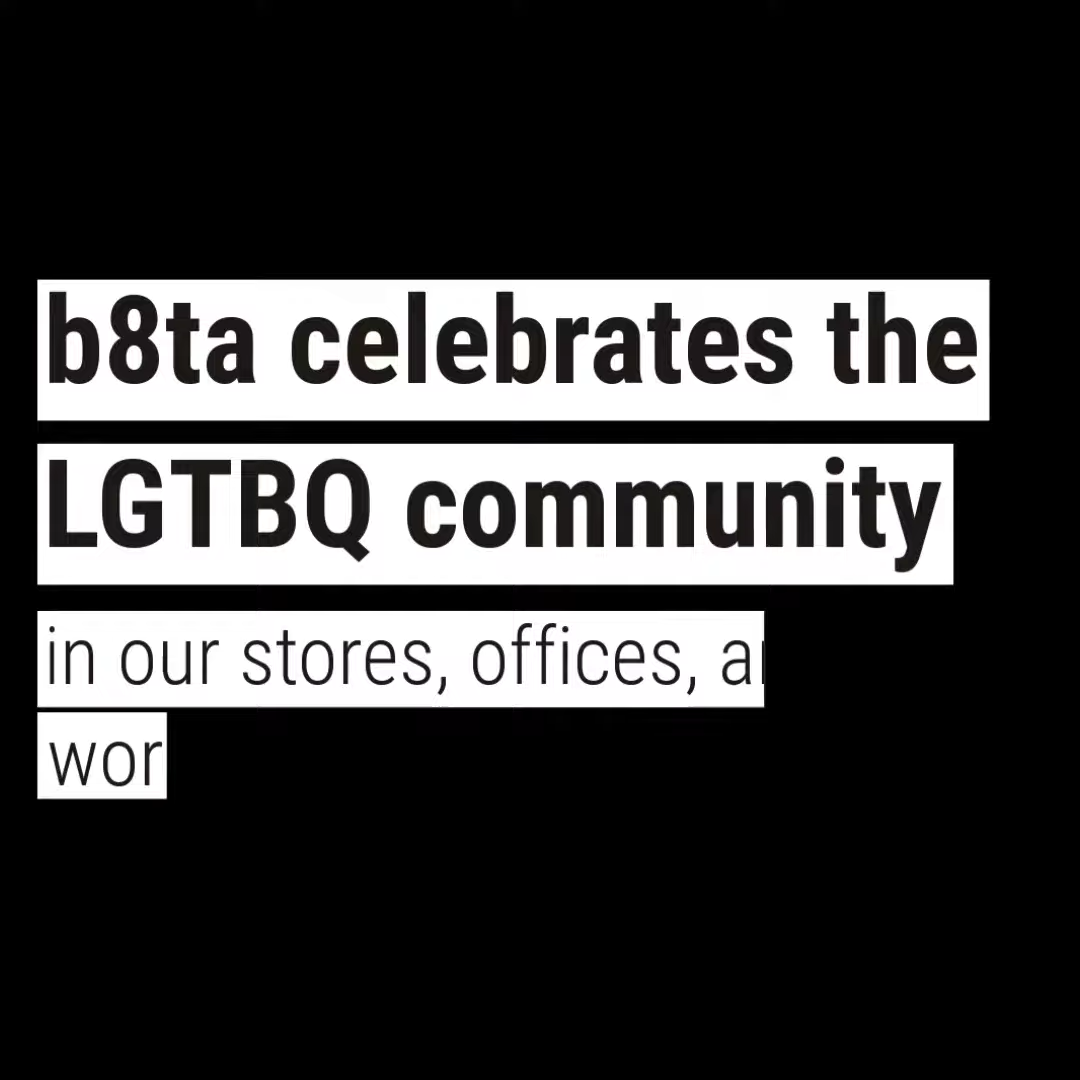 b8ta celebrates the
LGTBQ community
in our stores, offices, a
wor